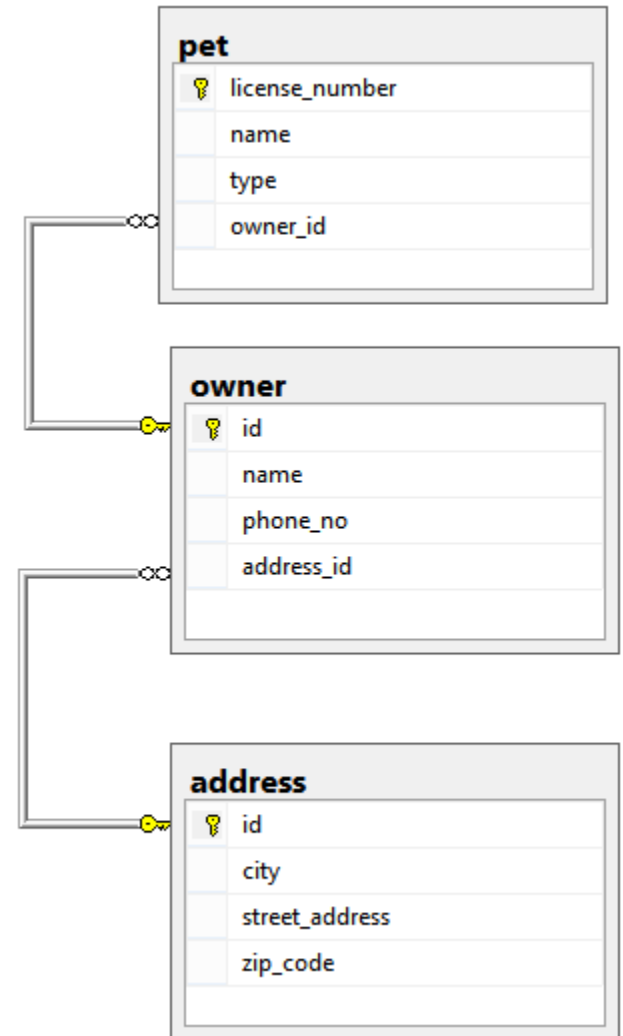 pet
license_number
name
type
owner_id
owner
id
name
phone_no
address_id
address
id
city
street_address
zip_code